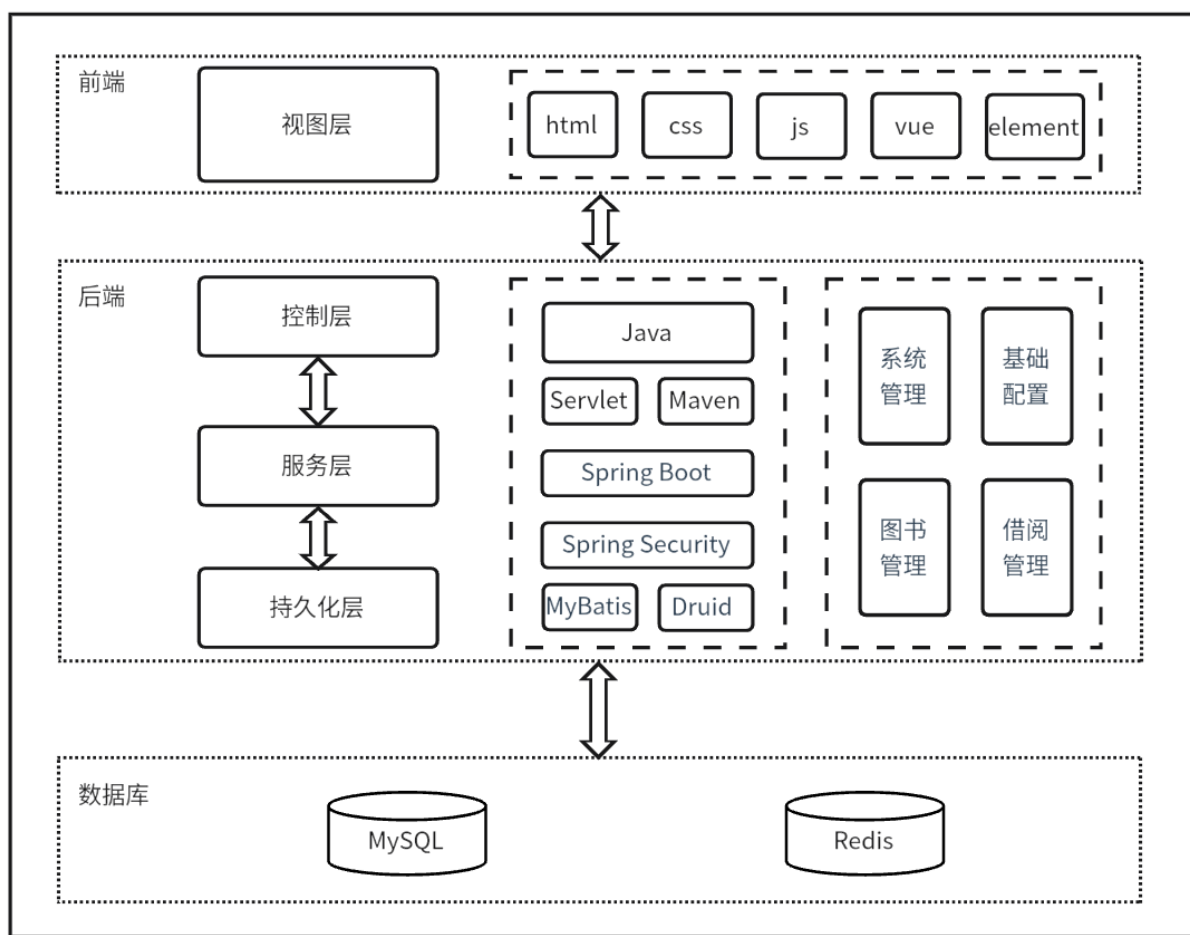 前端
视图层
html
css
js
vue
element
后端
控制层
服务层
持久化层
Java
Servlet
Maven
Spring Boot
Spring Security
MyBatis
Druid
系统
管理
基础
配置
图书
管理
借阅
管理
数据库
MySQL
Redis